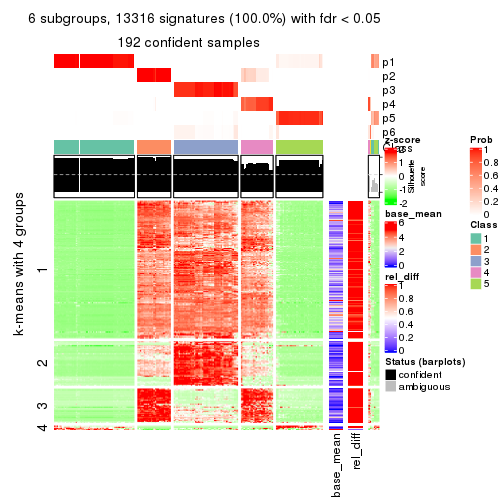 6 subgroups, 13316 signatures (100.0%) with fdr < 0.05
192 confident samples
p1
p2
p3
p4
p5
p6
Class
Silhouette
score
k-means with 4 groups
1
2
3
4
base_mean
rel_diff
z-score
2
1
0
-1
-2
base_mean
6
4
2
0
rel_diff
1
0.8
0.6
0.4
0.2
0
Status (barplots)
confident
ambiguous
Prob
1
0.8
0.6
0.4
0.2
0
Class
1
2
3
4
5